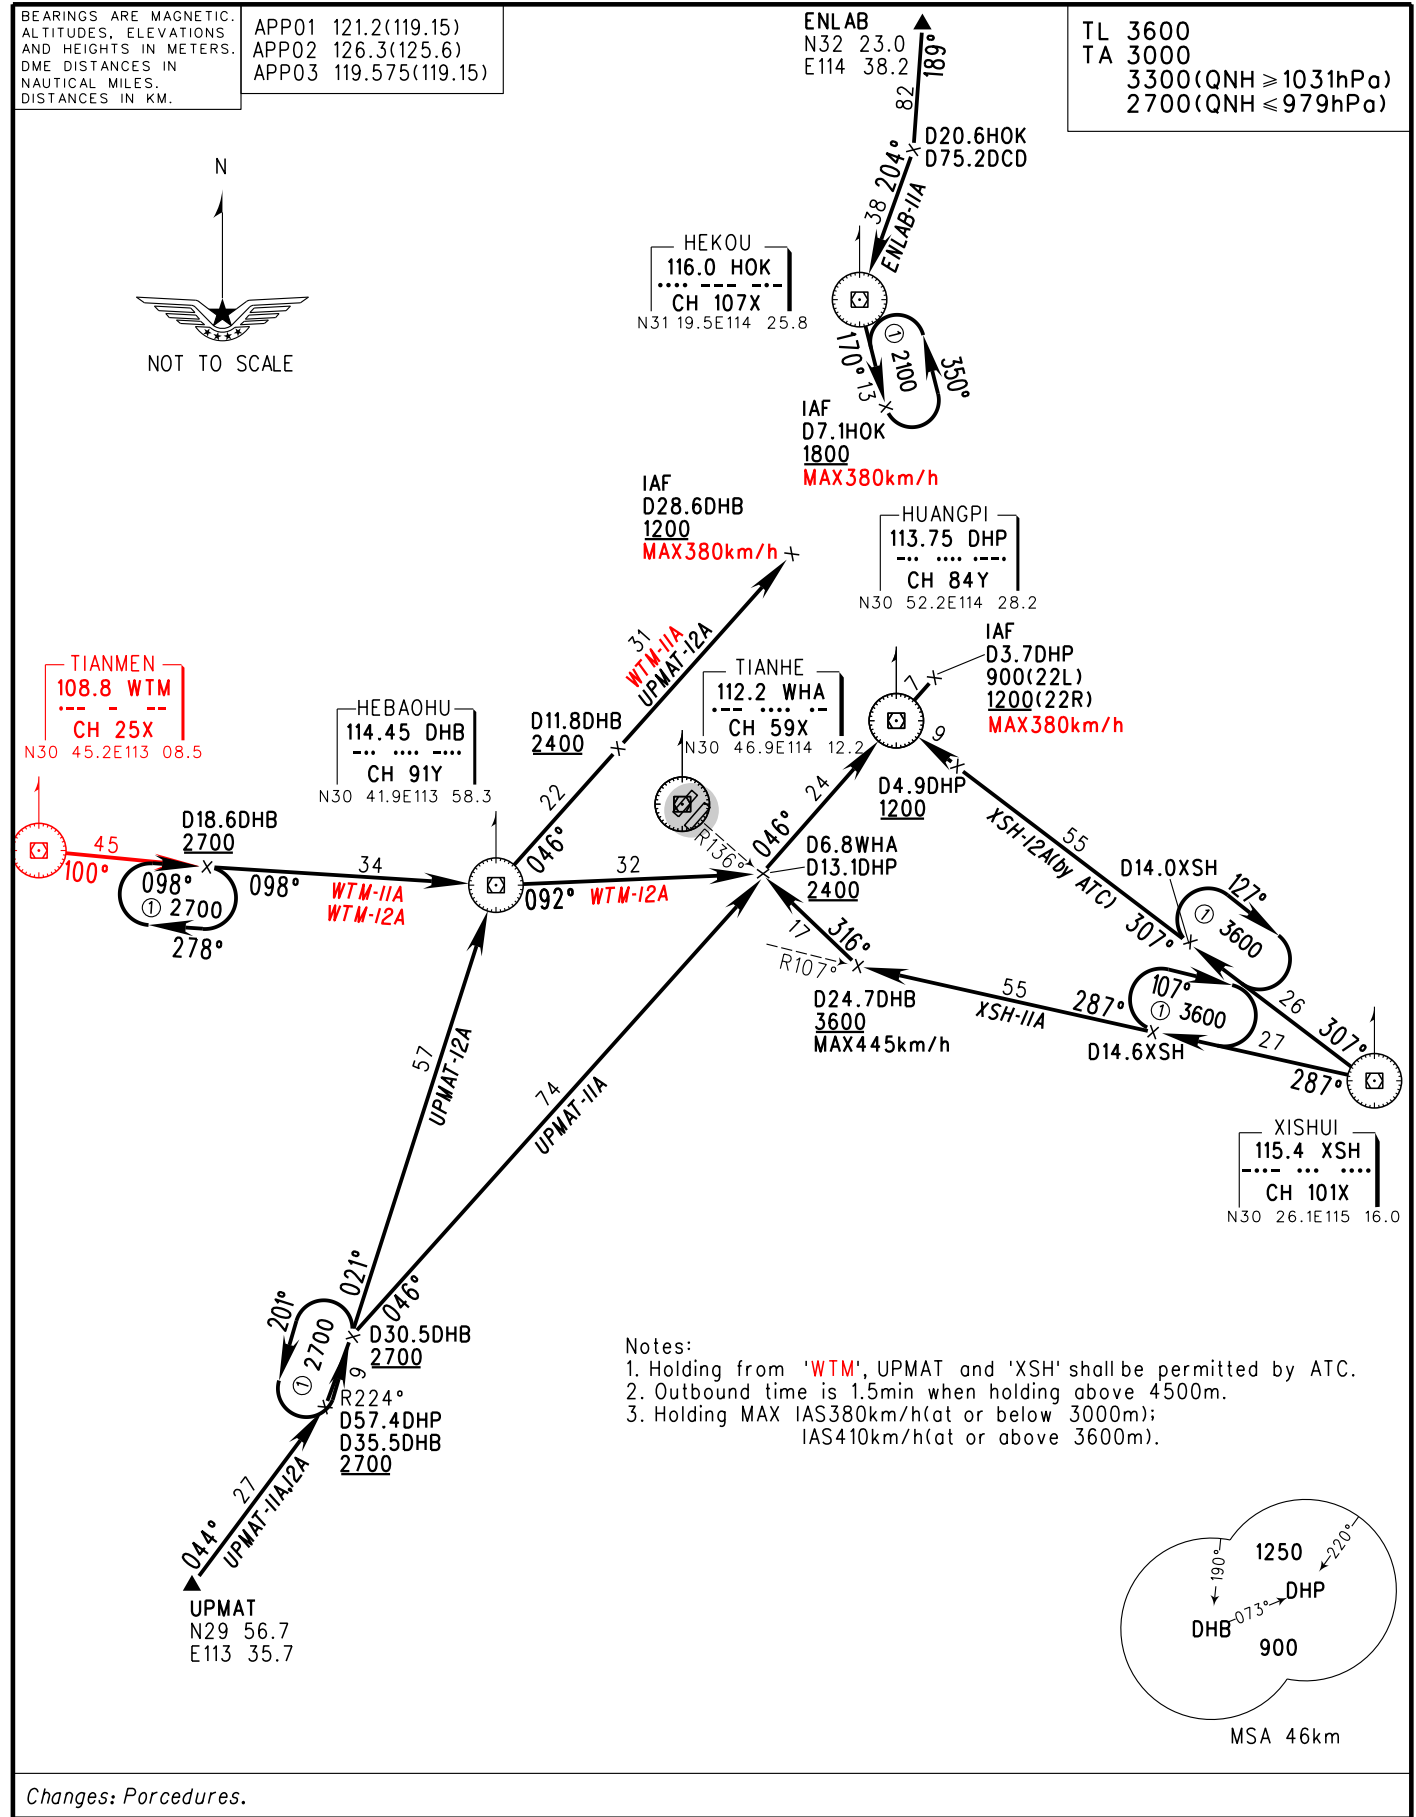 BEARINGS ARE MAGNETIC.
ALTITUDES, ELEVATIONS
AND HEIGHTS IN METERS.
DME DISTANCES IN
NAUTICAL MILES.
DISTANCES IN KM.
APP01 121.2(119.15)
APP02 126.3(125.6)
APP03 119.575(119.15)
ENLAB
N32 23.0
E114 38.2
TL 3600
TA 3000
3300(QNH ≥ 1031hPa)
2700(QNH ≤ 979hPa)
189°
82
D20.6HOK
D75.2DCD
204°
38
ENLAB-11A
N
NOT TO SCALE
HEKOU
116.0 HOK
CH 107X
N31 19.5E114 25.8
170°
13
① 2100
350°
IAF
D7.1HOK
1800
MAX380km/h
IAF
D28.6DHB
1200
MAX380km/h
HUANGPI
113.75 DHP
CH 84Y
N30 52.2E114 28.2
IAF
D3.7DHP
900(22L)
1200(22R)
MAX380km/h
7
31
WTM-11A
UPMAT-12A
TIANMEN
108.8 WTM
CH 25X
N30 45.2E113 08.5
HEBAOHU
114.45 DHB
CH 91Y
N30 41.9E113 58.3
D11.8DHB
2400
22
046°
TIANHE
112.2 WHA
CH 59X
N30 46.9E114 12.2
R136°
24
046°
9
D4.9DHP
1200
55
XSH-12A(by ATC)
D6.8WHA
D13.1DHP
2400
D14.0XSH
307°
127°
① 3600
45
100°
D18.6DHB
2700
098°
① 2700
278°
098°
34
WTM-11A
WTM-12A
092°
32
WTM-12A
17
316°
R107°
D24.7DHB
3600
MAX445km/h
55
XSH-11A
287°
107°
① 3600
D14.6XSH
26
307°
27
287°
XISHUI
115.4 XSH
CH 101X
N30 26.1E115 16.0
57
UPMAT-12A
74
UPMAT-11A
021°
046°
201°
① 2700
D30.5DHB
2700
9
R224°
D57.4DHP
D35.5DHB
2700
27
UPMAT-11A,12A
044°
UPMAT
N29 56.7
E113 35.7
Notes:
1. Holding from 'WTM', UPMAT and 'XSH' shall be permitted by ATC.
2. Outbound time is 1.5min when holding above 4500m.
3. Holding MAX IAS380km/h(at or below 3000m);
IAS410km/h(at or above 3600m).
190°
1250
220°
DHP
DHB
073°
900
MSA 46km
Changes: Porcedures.